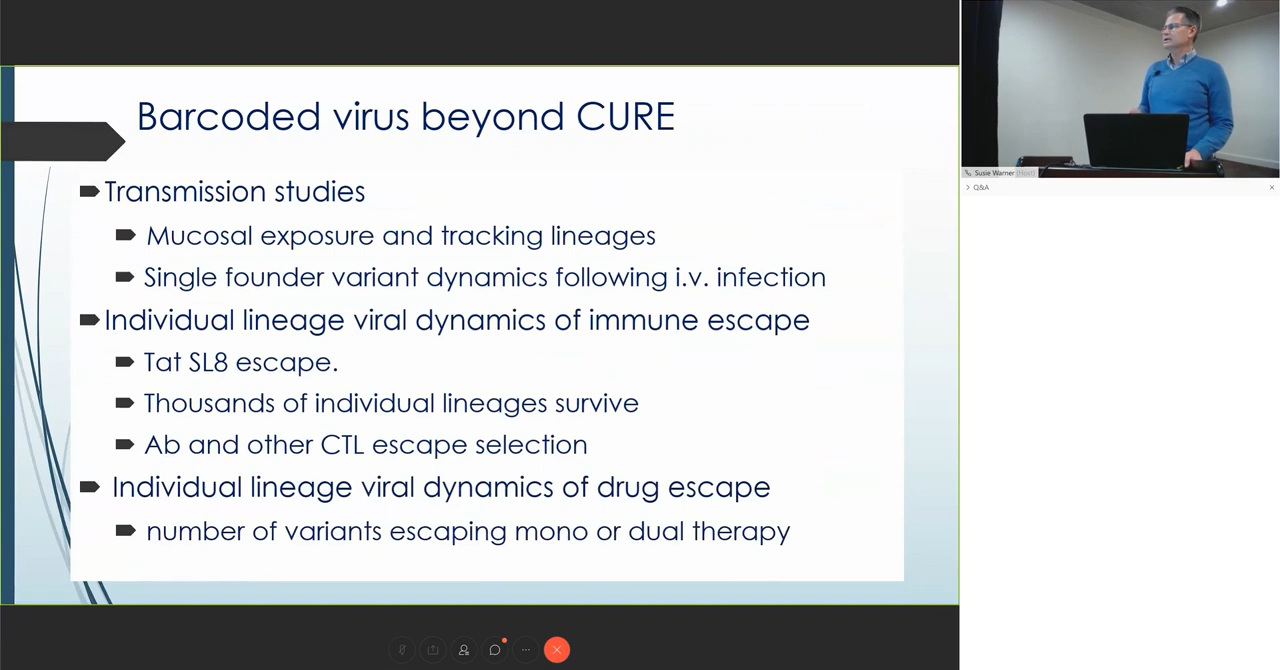 Barcoded virus beyond CURE
Transmission studies
Mucosal exposure and tracking lineages
Single founder variant dynamics following i.v. infection
Individual lineage viral dynamics of immune escape
Tat SL8 escape.
Thousands of individual lineages survive
Ab and other CTL escape selection
Individual lineage viral dynamics of drug escape
number of variants escaping mono or dual therapy
Susie Warner (Host)
Q&A